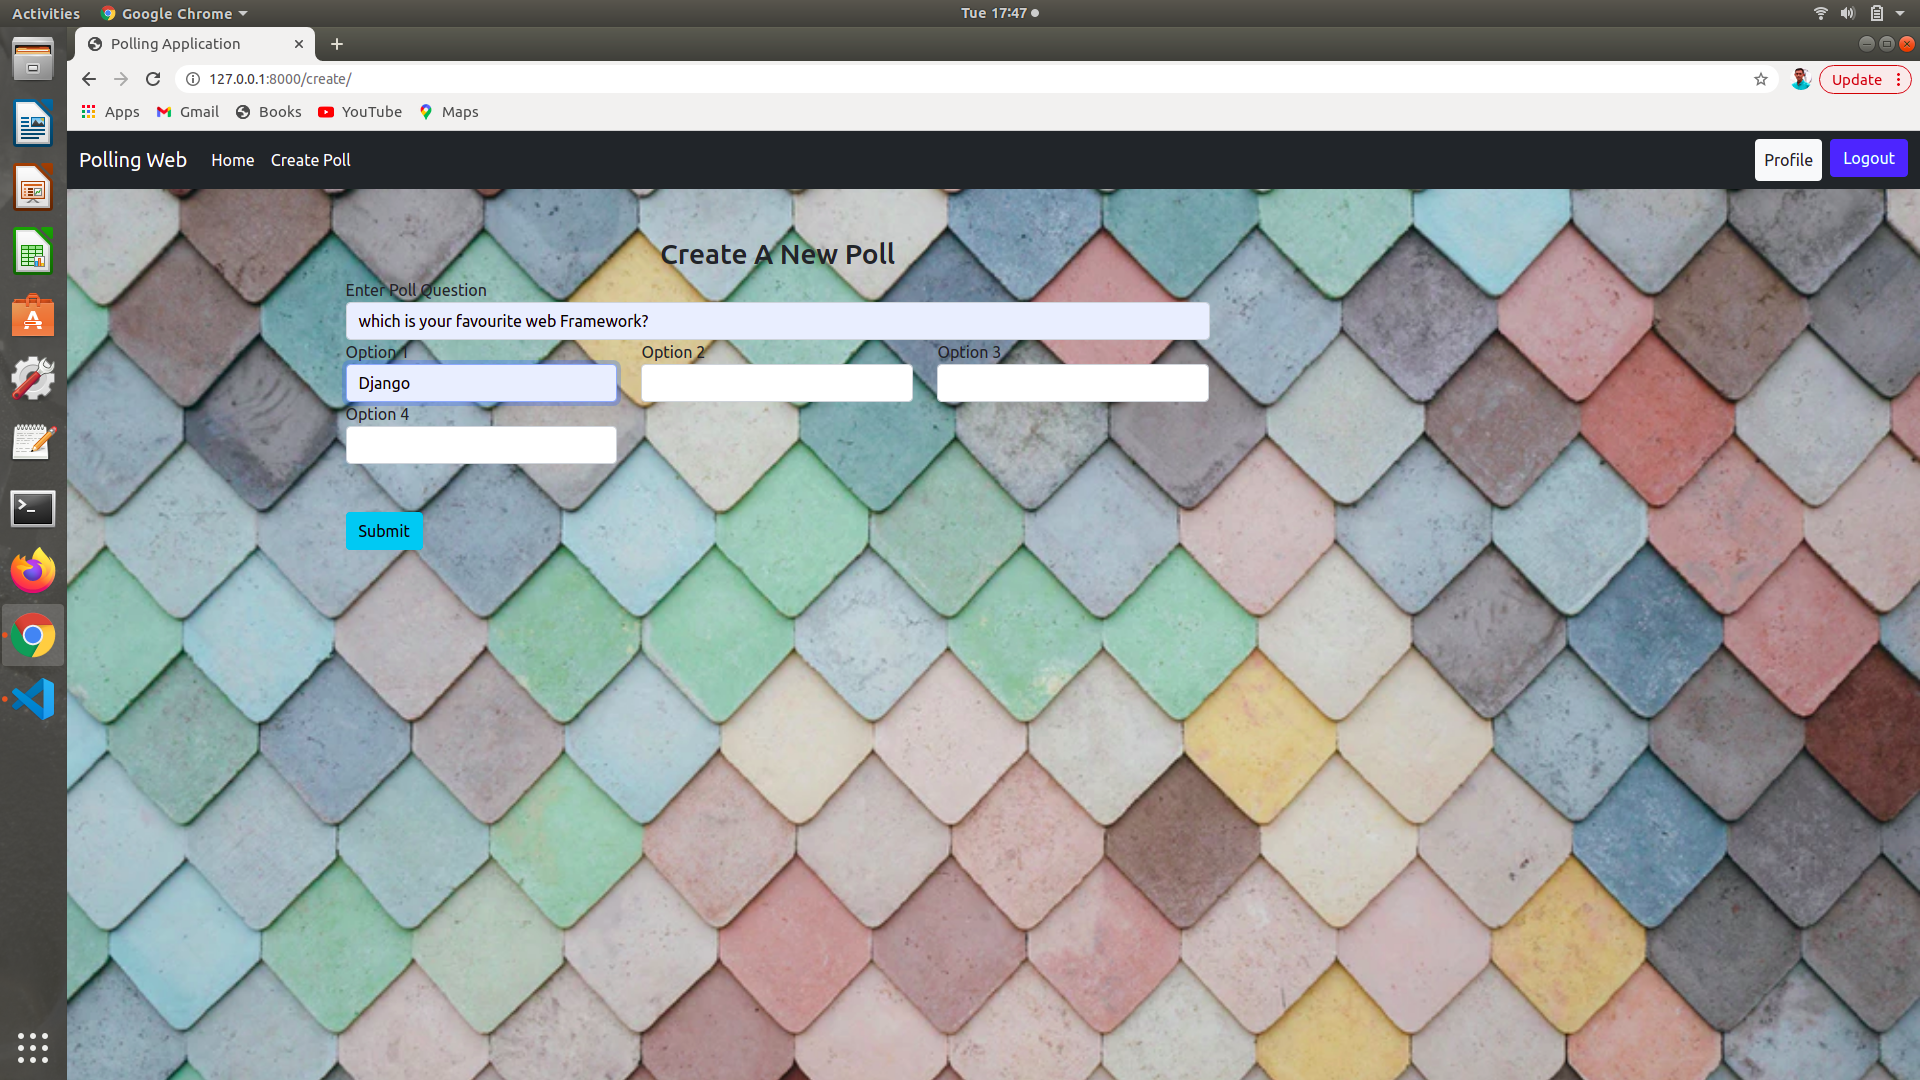 Activities Google Chrome Tue 17:47
Polling Application
127.0.0.1:8000/create/ Update
Apps Gmail Books YouTube Maps
Polling Web Home Create Poll Profile Logout
Create A New Poll
Enter Poll Question
which is your favourite web Framework?
Option 1 Option 2 Option 3
Django
Option 4
Submit